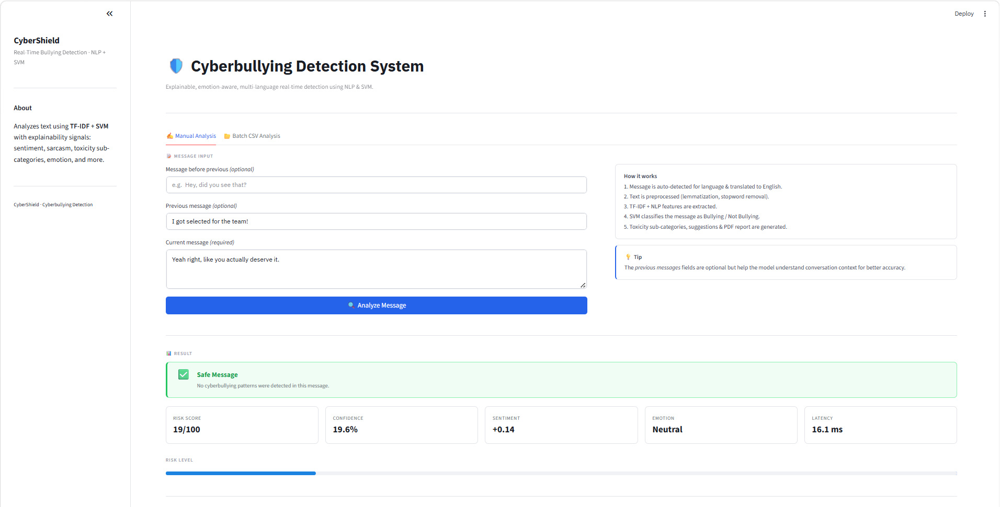 Deploy
CyberShield
Real-Time Bullying Detection · NLP +
SVM
About
Analyzes text using TF-IDF + SVM
with explainability signals:
sentiment, sarcasm, toxicity sub-
categories, emotion, and more.
CyberShield · Cyberbullying Detection
Cyberbullying Detection System
Explainable, emotion-aware, multi-language real-time detection using NLP & SVM.
Manual Analysis
Batch CSV Analysis
MESSAGE INPUT
Message before previous (optional)
e.g. Hey, did you see that?
Previous message (optional)
I got selected for the team!
Current message (required)
Yeah right, like you actually deserve it.
Analyze Message
How it works
1. Message is auto-detected for language & translated to English.
2. Text is preprocessed (lemmatization, stopword removal).
3. TF-IDF + NLP features are extracted.
4. SVM classifies the message as Bullying / Not Bullying.
5. Toxicity sub-categories, suggestions & PDF report are generated.
Tip
The previous messages fields are optional but help the model understand conversation context for better accuracy.
RESULT
Safe Message
No cyberbullying patterns were detected in this message.
RISK SCORE
19/100
CONFIDENCE
19.6%
SENTIMENT
+0.14
EMOTION
Neutral
LATENCY
16.1 ms
RISK LEVEL